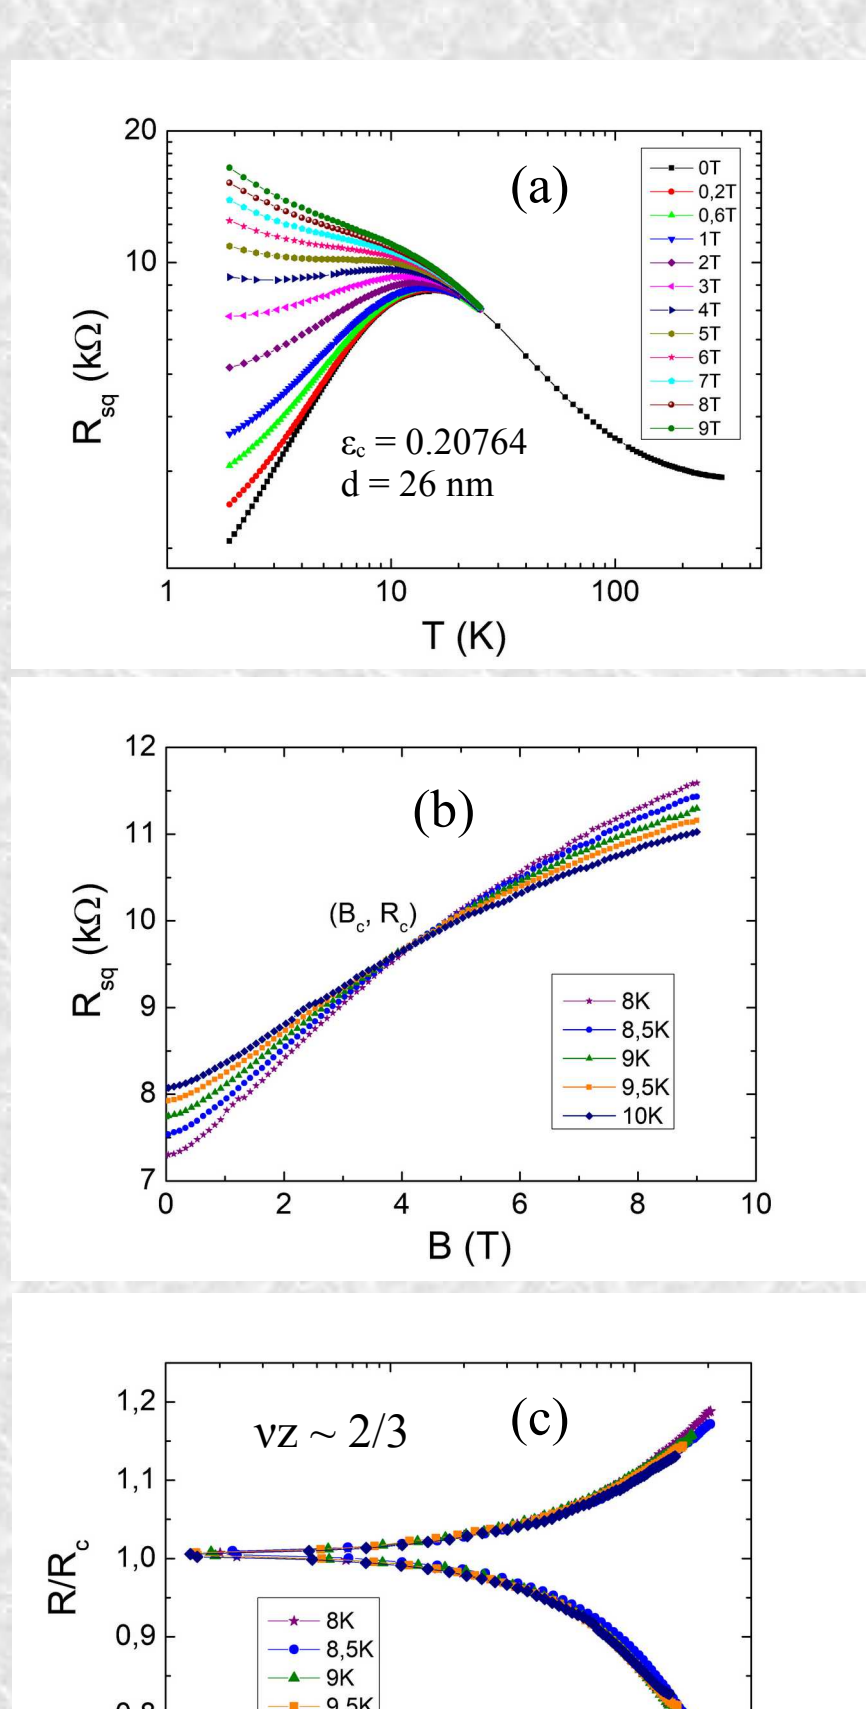 20
10
R_sq (kΩ)
(a)
0T
0,2T
0,6T
1T
2T
3T
4T
5T
6T
7T
8T
9T
ε_c = 0.20764
d = 26 nm
1 10 100
T (K)
12
11
10
9
8
7
R_sq (kΩ)
(b)
(B_c, R_c)
8K
8,5K
9K
9,5K
10K
0 2 4 6 8 10
B (T)
1,2
1,1
1,0
0,9
R/R_c
νz ~ 2/3
(c)
8K
8,5K
9K
9,5K